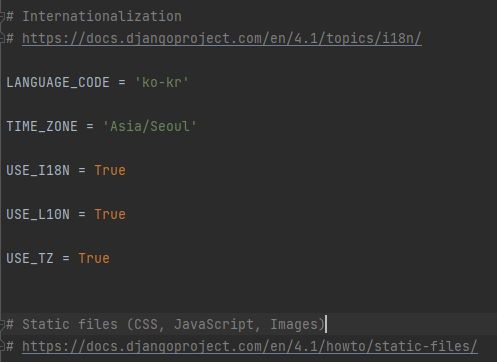 # Internationalization
# https://docs.djangoproject.com/en/4.1/topics/i18n/
LANGUAGE_CODE = 'ko-kr'
TIME_ZONE = 'Asia/Seoul'
USE_I18N = True
USE_L10N = True
USE_TZ = True
# Static files (CSS, JavaScript, Images)
# https://docs.djangoproject.com/en/4.1/howto/static-files/